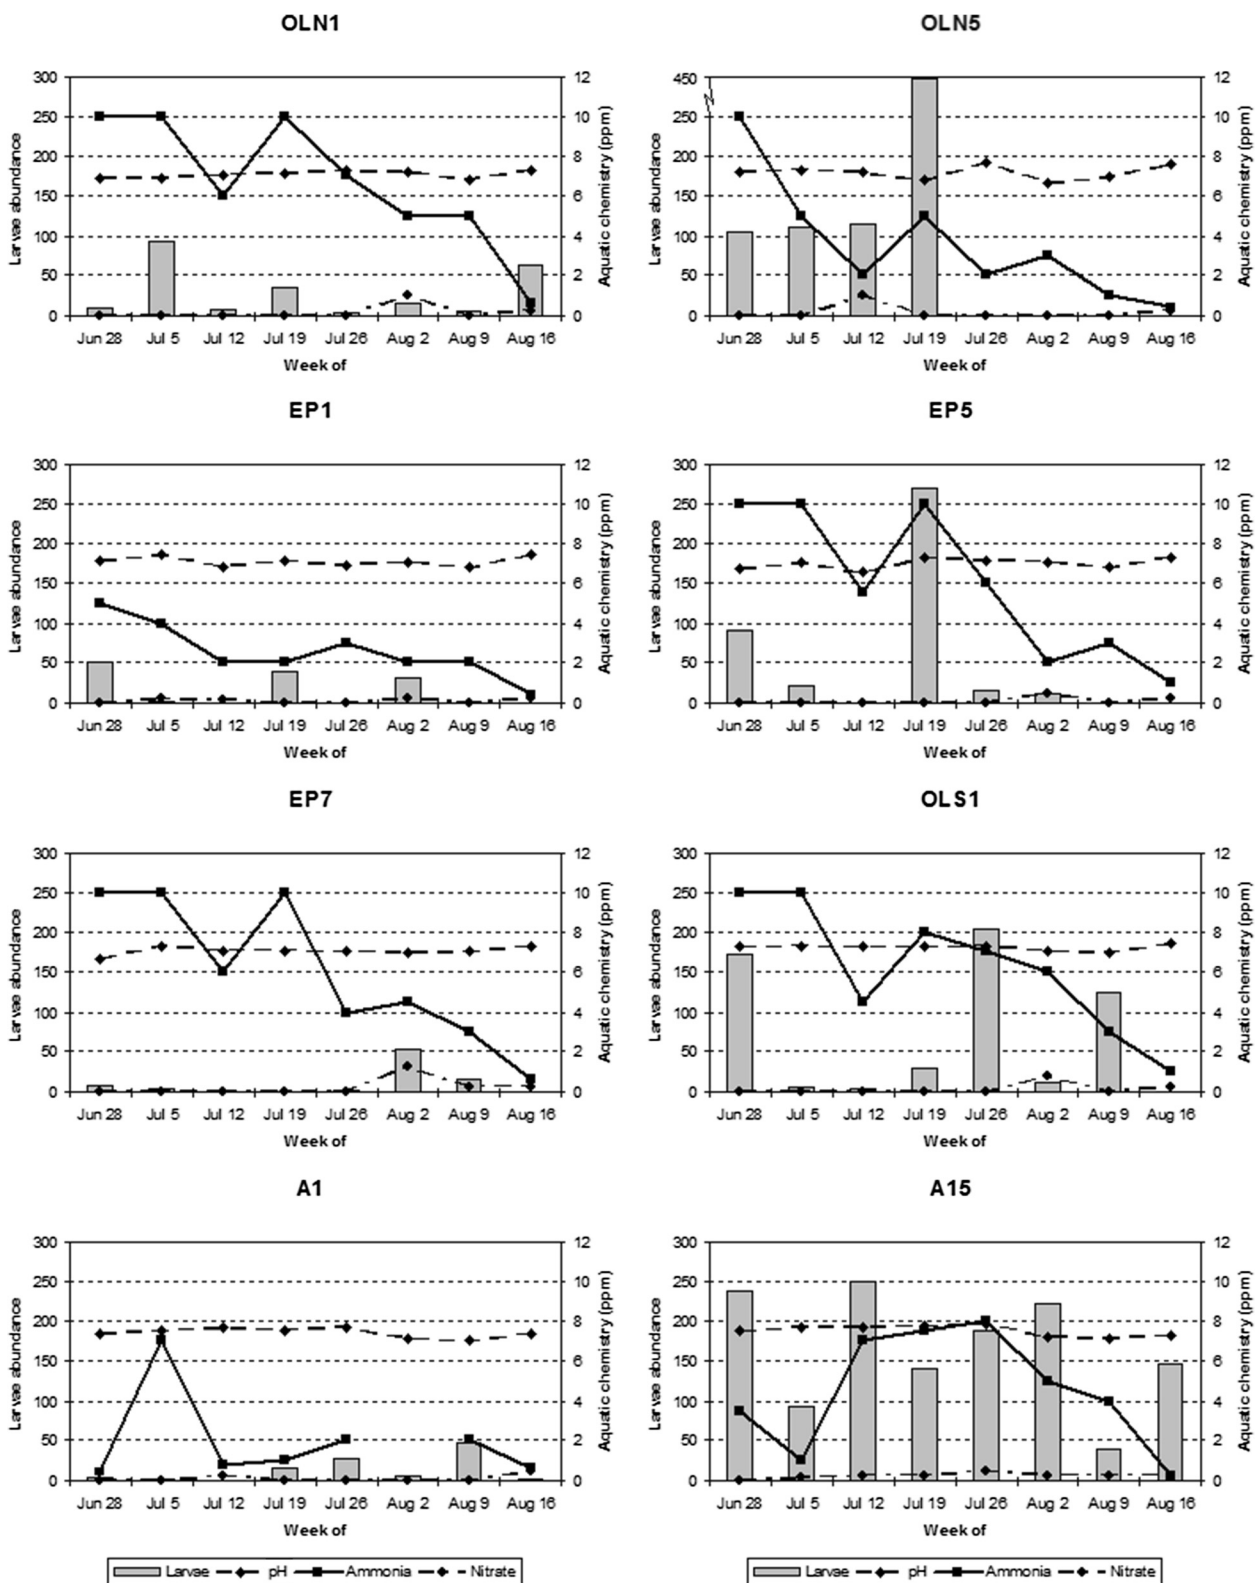 OLN1
OLN5
300
250
200
150
100
50
0
Larvae abundance
12
10
8
6
4
2
0
Aquatic chemistry (ppm)
Jun 28 Jul 5 Jul 12 Jul 19 Jul 26 Aug 2 Aug 9 Aug 16
Week of
450
250
200
150
100
50
0
Larvae abundance
12
10
8
6
4
2
0
Aquatic chemistry (ppm)
Jun 28 Jul 5 Jul 12 Jul 19 Jul 26 Aug 2 Aug 9 Aug 16
Week of
EP1
EP5
300
250
200
150
100
50
0
Larvae abundance
12
10
8
6
4
2
0
Aquatic chemistry (ppm)
Jun 28 Jul 5 Jul 12 Jul 19 Jul 26 Aug 2 Aug 9 Aug 16
Week of
300
250
200
150
100
50
0
Larvae abundance
12
10
8
6
4
2
0
Aquatic chemistry (ppm)
Jun 28 Jul 5 Jul 12 Jul 19 Jul 26 Aug 2 Aug 9 Aug 16
Week of
EP7
OLS1
300
250
200
150
100
50
0
Larvae abundance
12
10
8
6
4
2
0
Aquatic chemistry (ppm)
Jun 28 Jul 5 Jul 12 Jul 19 Jul 26 Aug 2 Aug 9 Aug 16
Week of
300
250
200
150
100
50
0
Larvae abundance
12
10
8
6
4
2
0
Aquatic chemistry (ppm)
Jun 28 Jul 5 Jul 12 Jul 19 Jul 26 Aug 2 Aug 9 Aug 16
Week of
A1
A15
300
250
200
150
100
50
0
Larvae abundance
12
10
8
6
4
2
0
Aquatic chemistry (ppm)
Jun 28 Jul 5 Jul 12 Jul 19 Jul 26 Aug 2 Aug 9 Aug 16
Week of
300
250
200
150
100
50
0
Larvae abundance
12
10
8
6
4
2
0
Aquatic chemistry (ppm)
Jun 28 Jul 5 Jul 12 Jul 19 Jul 26 Aug 2 Aug 9 Aug 16
Week of
Larvae pH Ammonia Nitrate
Larvae pH Ammonia Nitrate